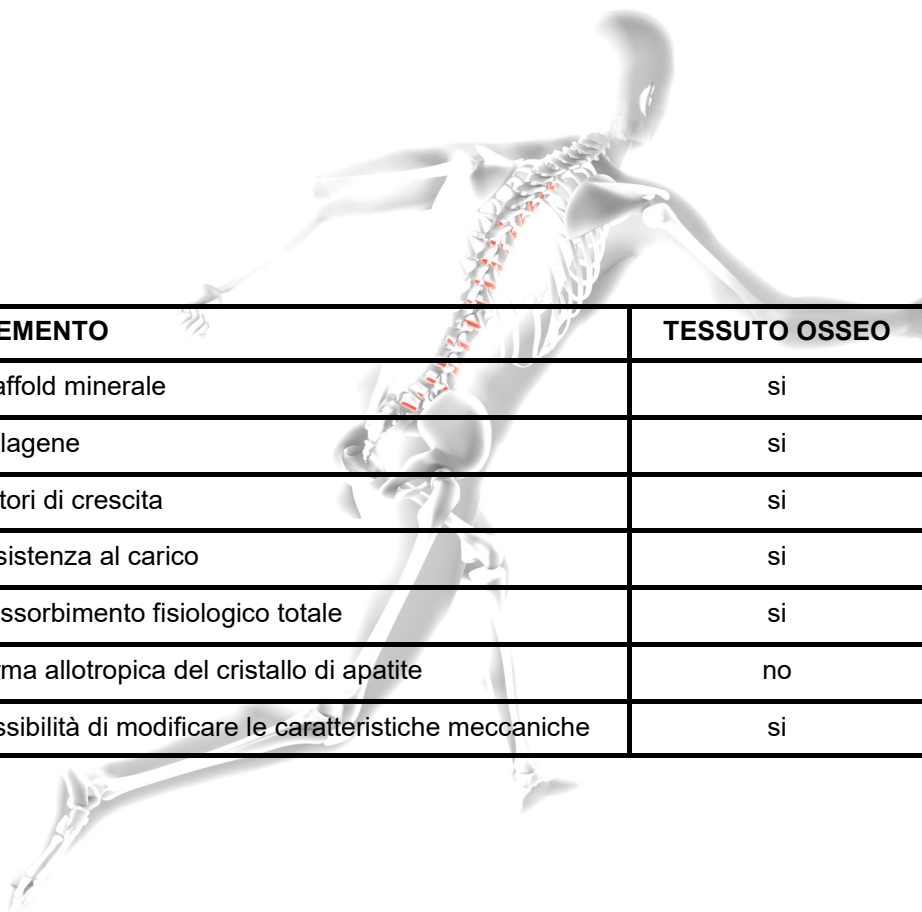 EMENTO TESSUTO OSSEO
affold minerale si
lagene si
tori di crescita si
sistenza al carico si
ssorbimento fisiologico totale si
rma allotropica del cristallo di apatite no
ssibilità di modificare le caratteristiche meccaniche si